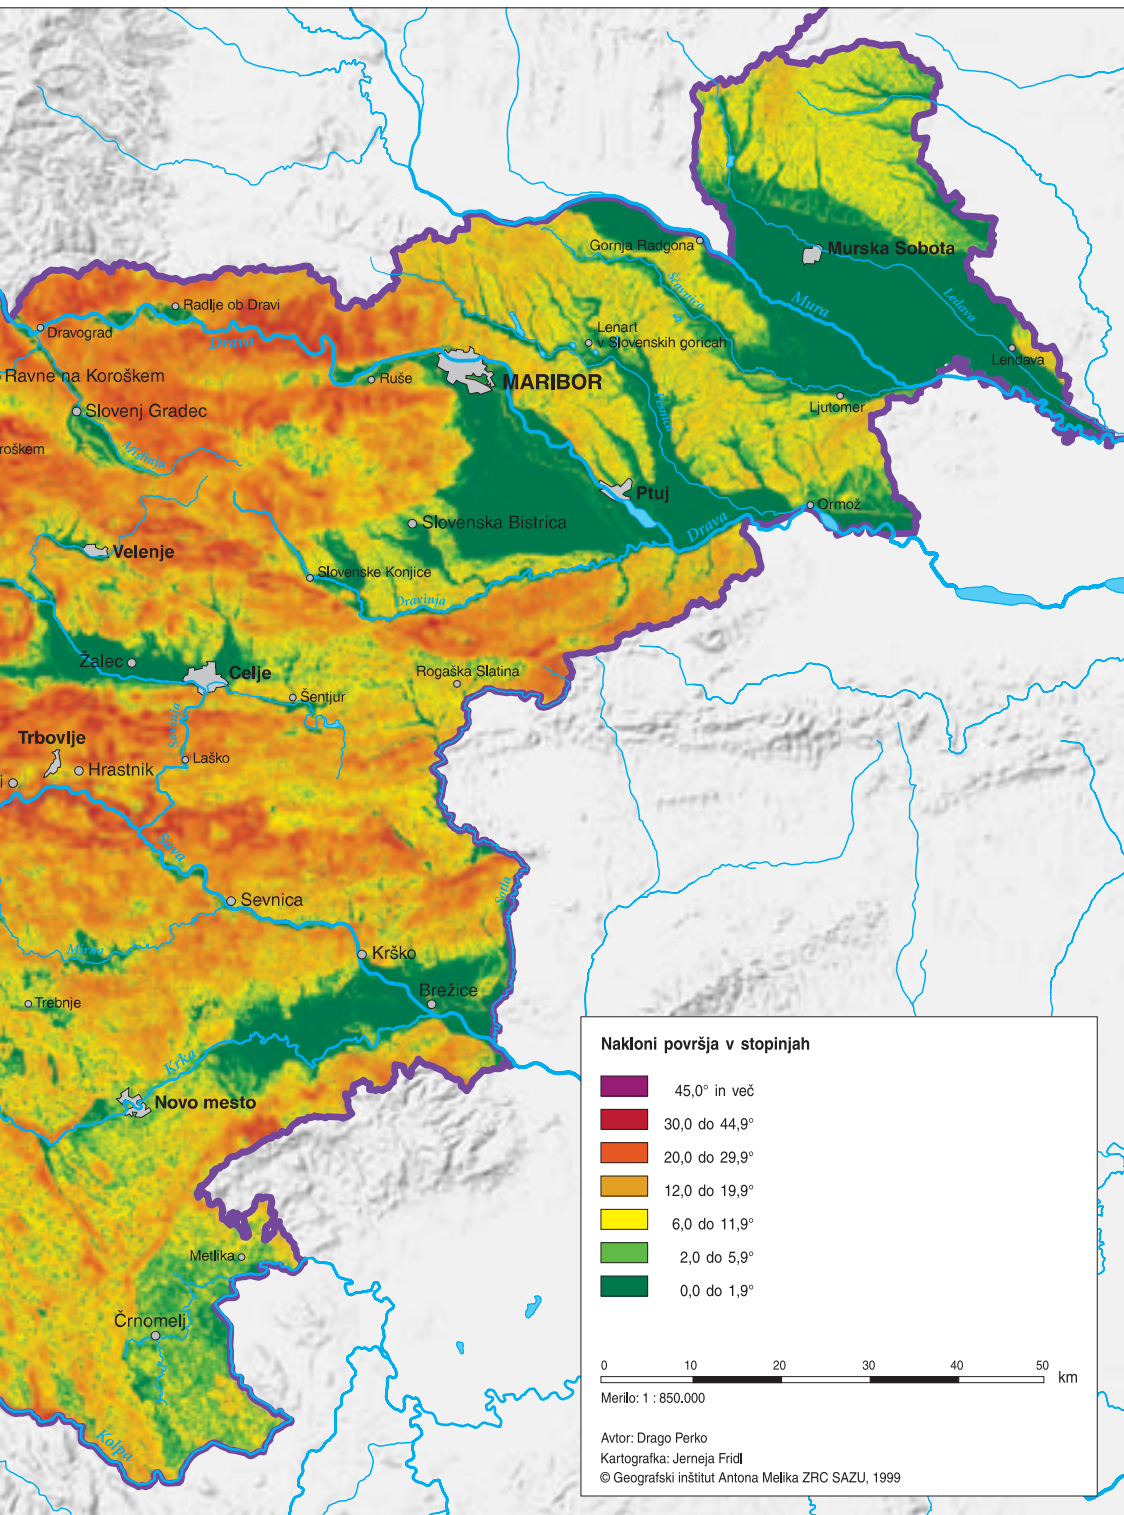 Gornja Radgona
Murska Sobota
Ščavnica
Mura
Ledava
Radlje ob Dravi
Dravograd
Drava
Lenart
v Slovenskih goricah
Lendava
Ravne na Koroškem
Ruše
MARIBOR
Slovenj Gradec
Pesnica
Ljutomer
roškem
Mislinja
Ptuj
Ormož
Slovenska Bistrica
Drava
Velenje
Slovenske Konjice
Dravinja
Žalec
Celje
Rogaška Slatina
Šentjur
Savinja
Trbovlje
Hrastnik
Laško
i
Sava
Sotla
Sevnica
Mirna
Krško
Trebnje
Brežice
Krka
Novo mesto
Metlika
Črnomelj
Kolpa
Nakloni površja v stopinjah
45,0° in več
30,0 do 44,9°
20,0 do 29,9°
12,0 do 19,9°
6,0 do 11,9°
2,0 do 5,9°
0,0 do 1,9°
0 10 20 30 40 50 km
Merilo: 1 : 850.000
Avtor: Drago Perko
Kartografka: Jerneja Fridl
© Geografski inštitut Antona Melika ZRC SAZU, 1999